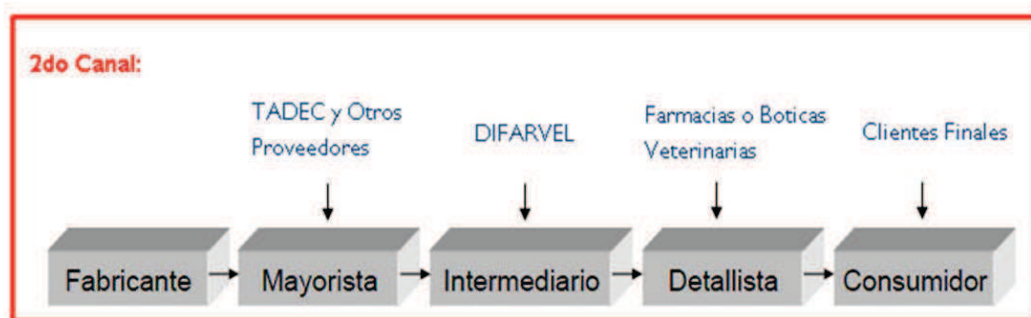 2do Canal:
TADEC y Otros
Proveedores
DIFARVEL
Farmacias o Boticas
Veterinarias
Clientes Finales
Fabricante
Mayorista
Intermediario
Detallista
Consumidor